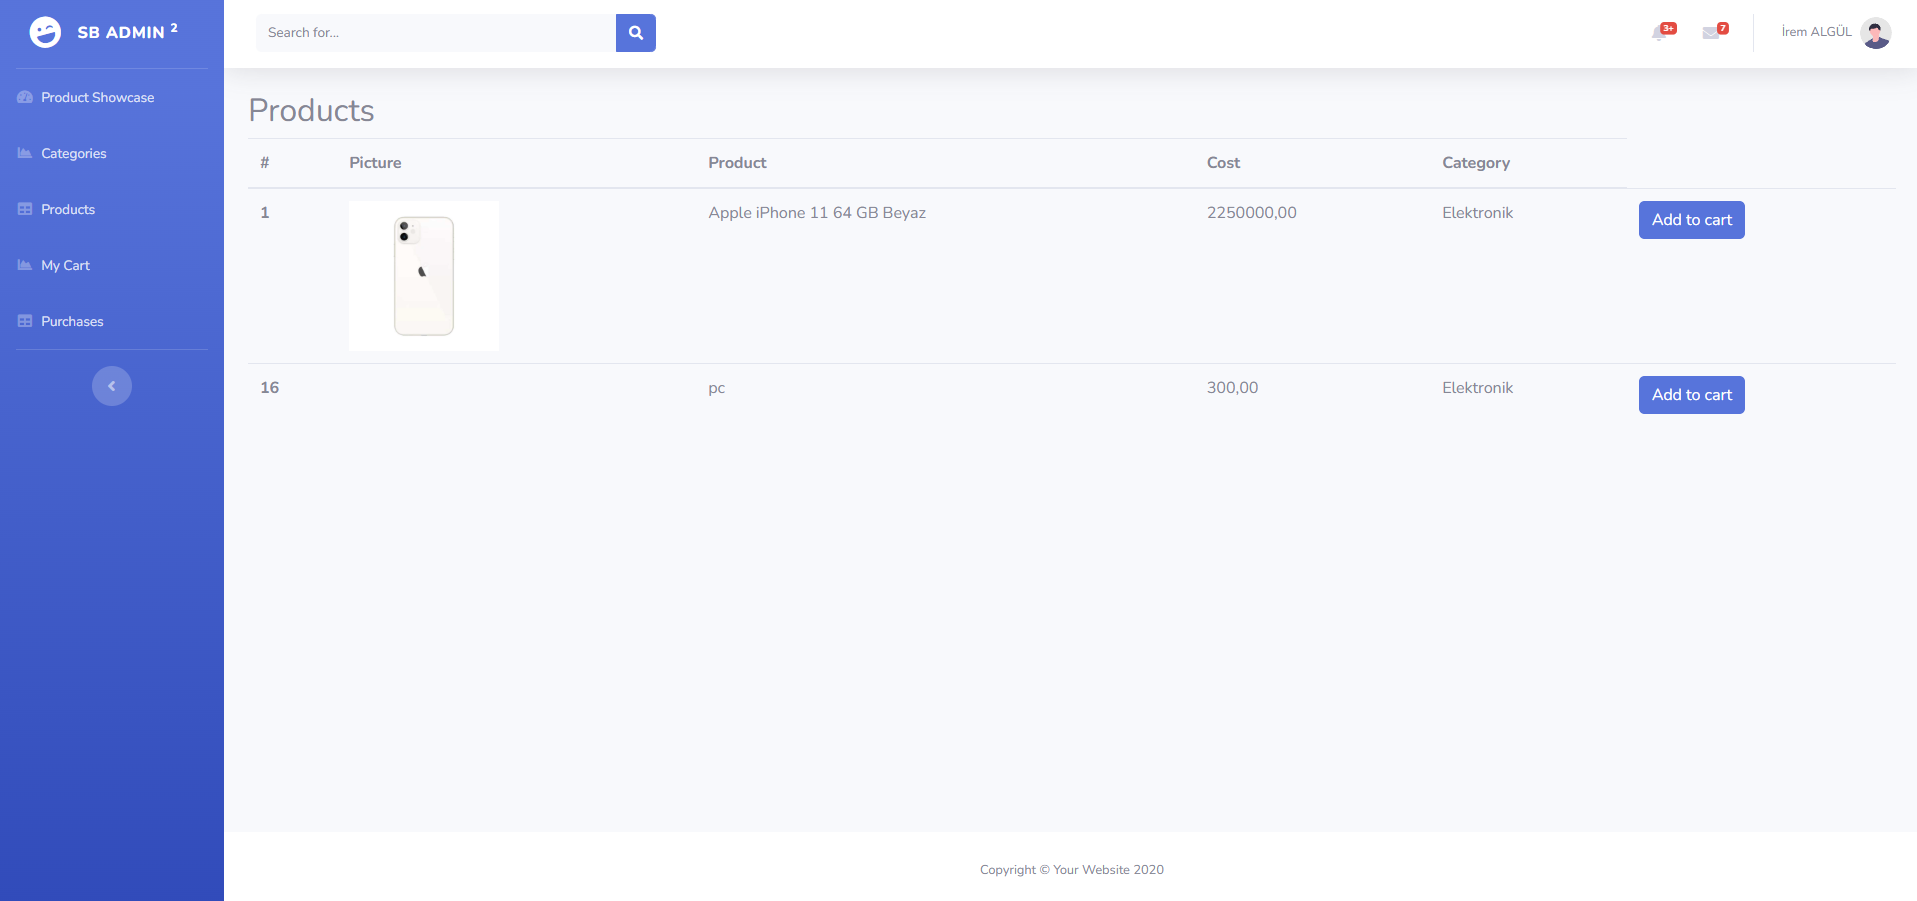 SB ADMIN 2
Search for...
3+
7
İrem ALGÜL
Product Showcase
Categories
Products
My Cart
Purchases
Products
# Picture Product Cost Category
1 Apple iPhone 11 64 GB Beyaz 2250000,00 Elektronik Add to cart
16 pc 300,00 Elektronik Add to cart
Copyright © Your Website 2020